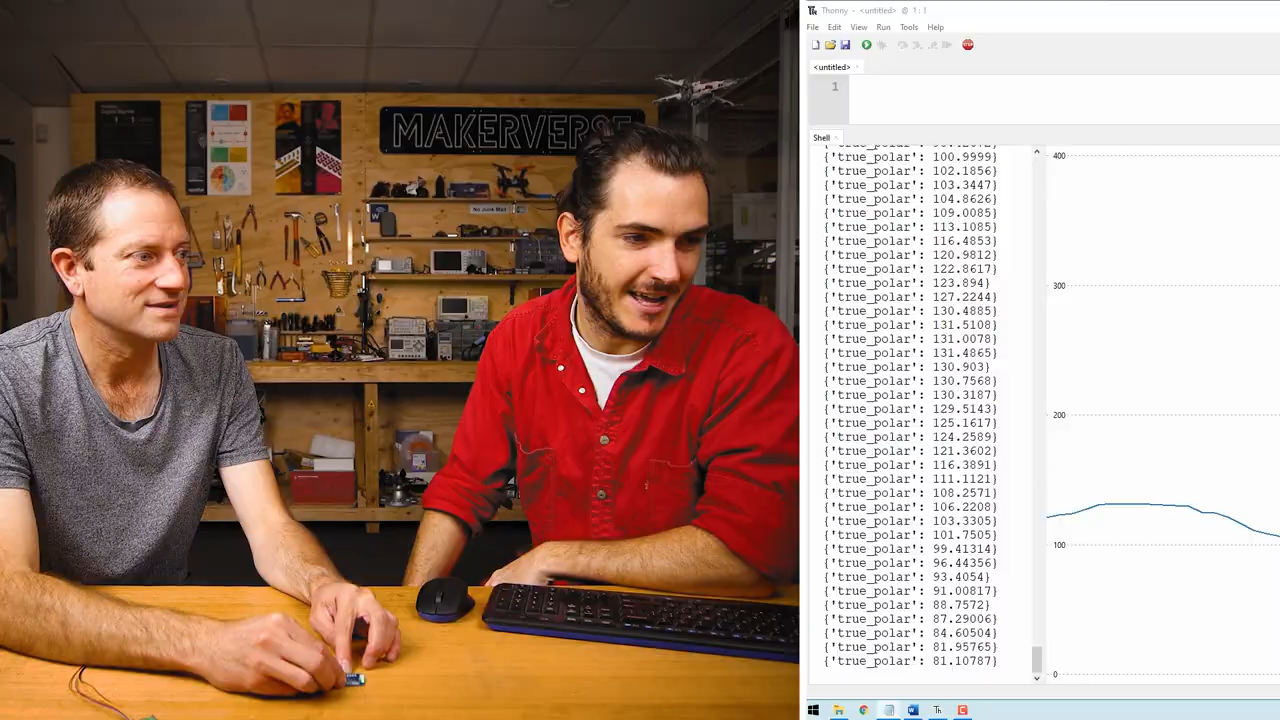 MAKERVERSE
No Junk Mail
Thonny - <untitled> @ 1 : 1
File Edit View Run Tools Help
<untitled>
1
Shell
{'true_polar': 100.9999}
{'true_polar': 102.1856}
{'true_polar': 103.3447}
{'true_polar': 104.8626}
{'true_polar': 109.0085}
{'true_polar': 113.1085}
{'true_polar': 116.4853}
{'true_polar': 120.9812}
{'true_polar': 122.8617}
{'true_polar': 123.894}
{'true_polar': 127.2244}
{'true_polar': 130.4885}
{'true_polar': 131.5108}
{'true_polar': 131.0078}
{'true_polar': 131.4865}
{'true_polar': 130.903}
{'true_polar': 130.7568}
{'true_polar': 130.3187}
{'true_polar': 129.5143}
{'true_polar': 125.1617}
{'true_polar': 124.2589}
{'true_polar': 121.3602}
{'true_polar': 116.3891}
{'true_polar': 111.1121}
{'true_polar': 108.2571}
{'true_polar': 106.2208}
{'true_polar': 103.3305}
{'true_polar': 101.7505}
{'true_polar': 99.41314}
{'true_polar': 96.44356}
{'true_polar': 93.4054}
{'true_polar': 91.00817}
{'true_polar': 88.7572}
{'true_polar': 87.29006}
{'true_polar': 84.60504}
{'true_polar': 81.95765}
{'true_polar': 81.10787}
400
300
200
100
0